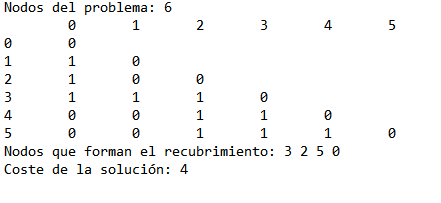 Nodos del problema: 6
0 1 2 3 4 5
0 0
1 1 0
2 1 0 0
3 1 1 1 0
4 0 0 1 1 0
5 0 0 1 1 1 0
Nodos que forman el recubrimiento: 3 2 5 0
Coste de la solución: 4